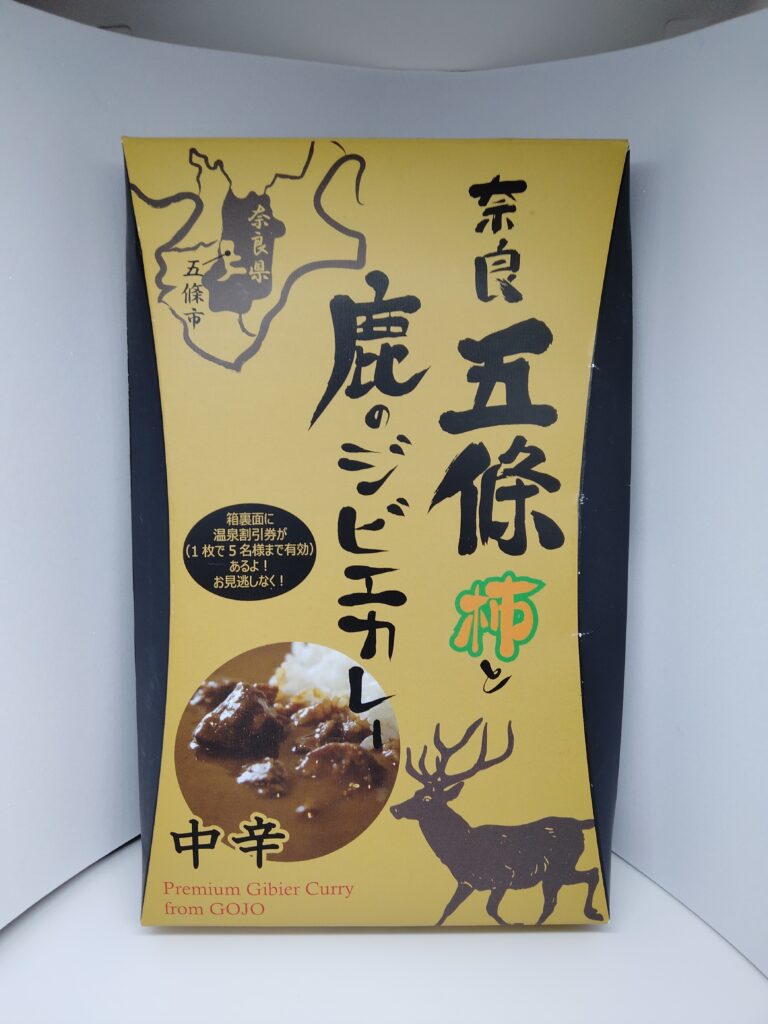 奈良
五條
柿と
鹿のジビエカレー
奈良県
五條市
箱裏面に
温泉割引券が
(1枚で5名様まで有効)
あるよ!
お見逃しなく!
中辛
Premium Gibier Curry
from GOJO